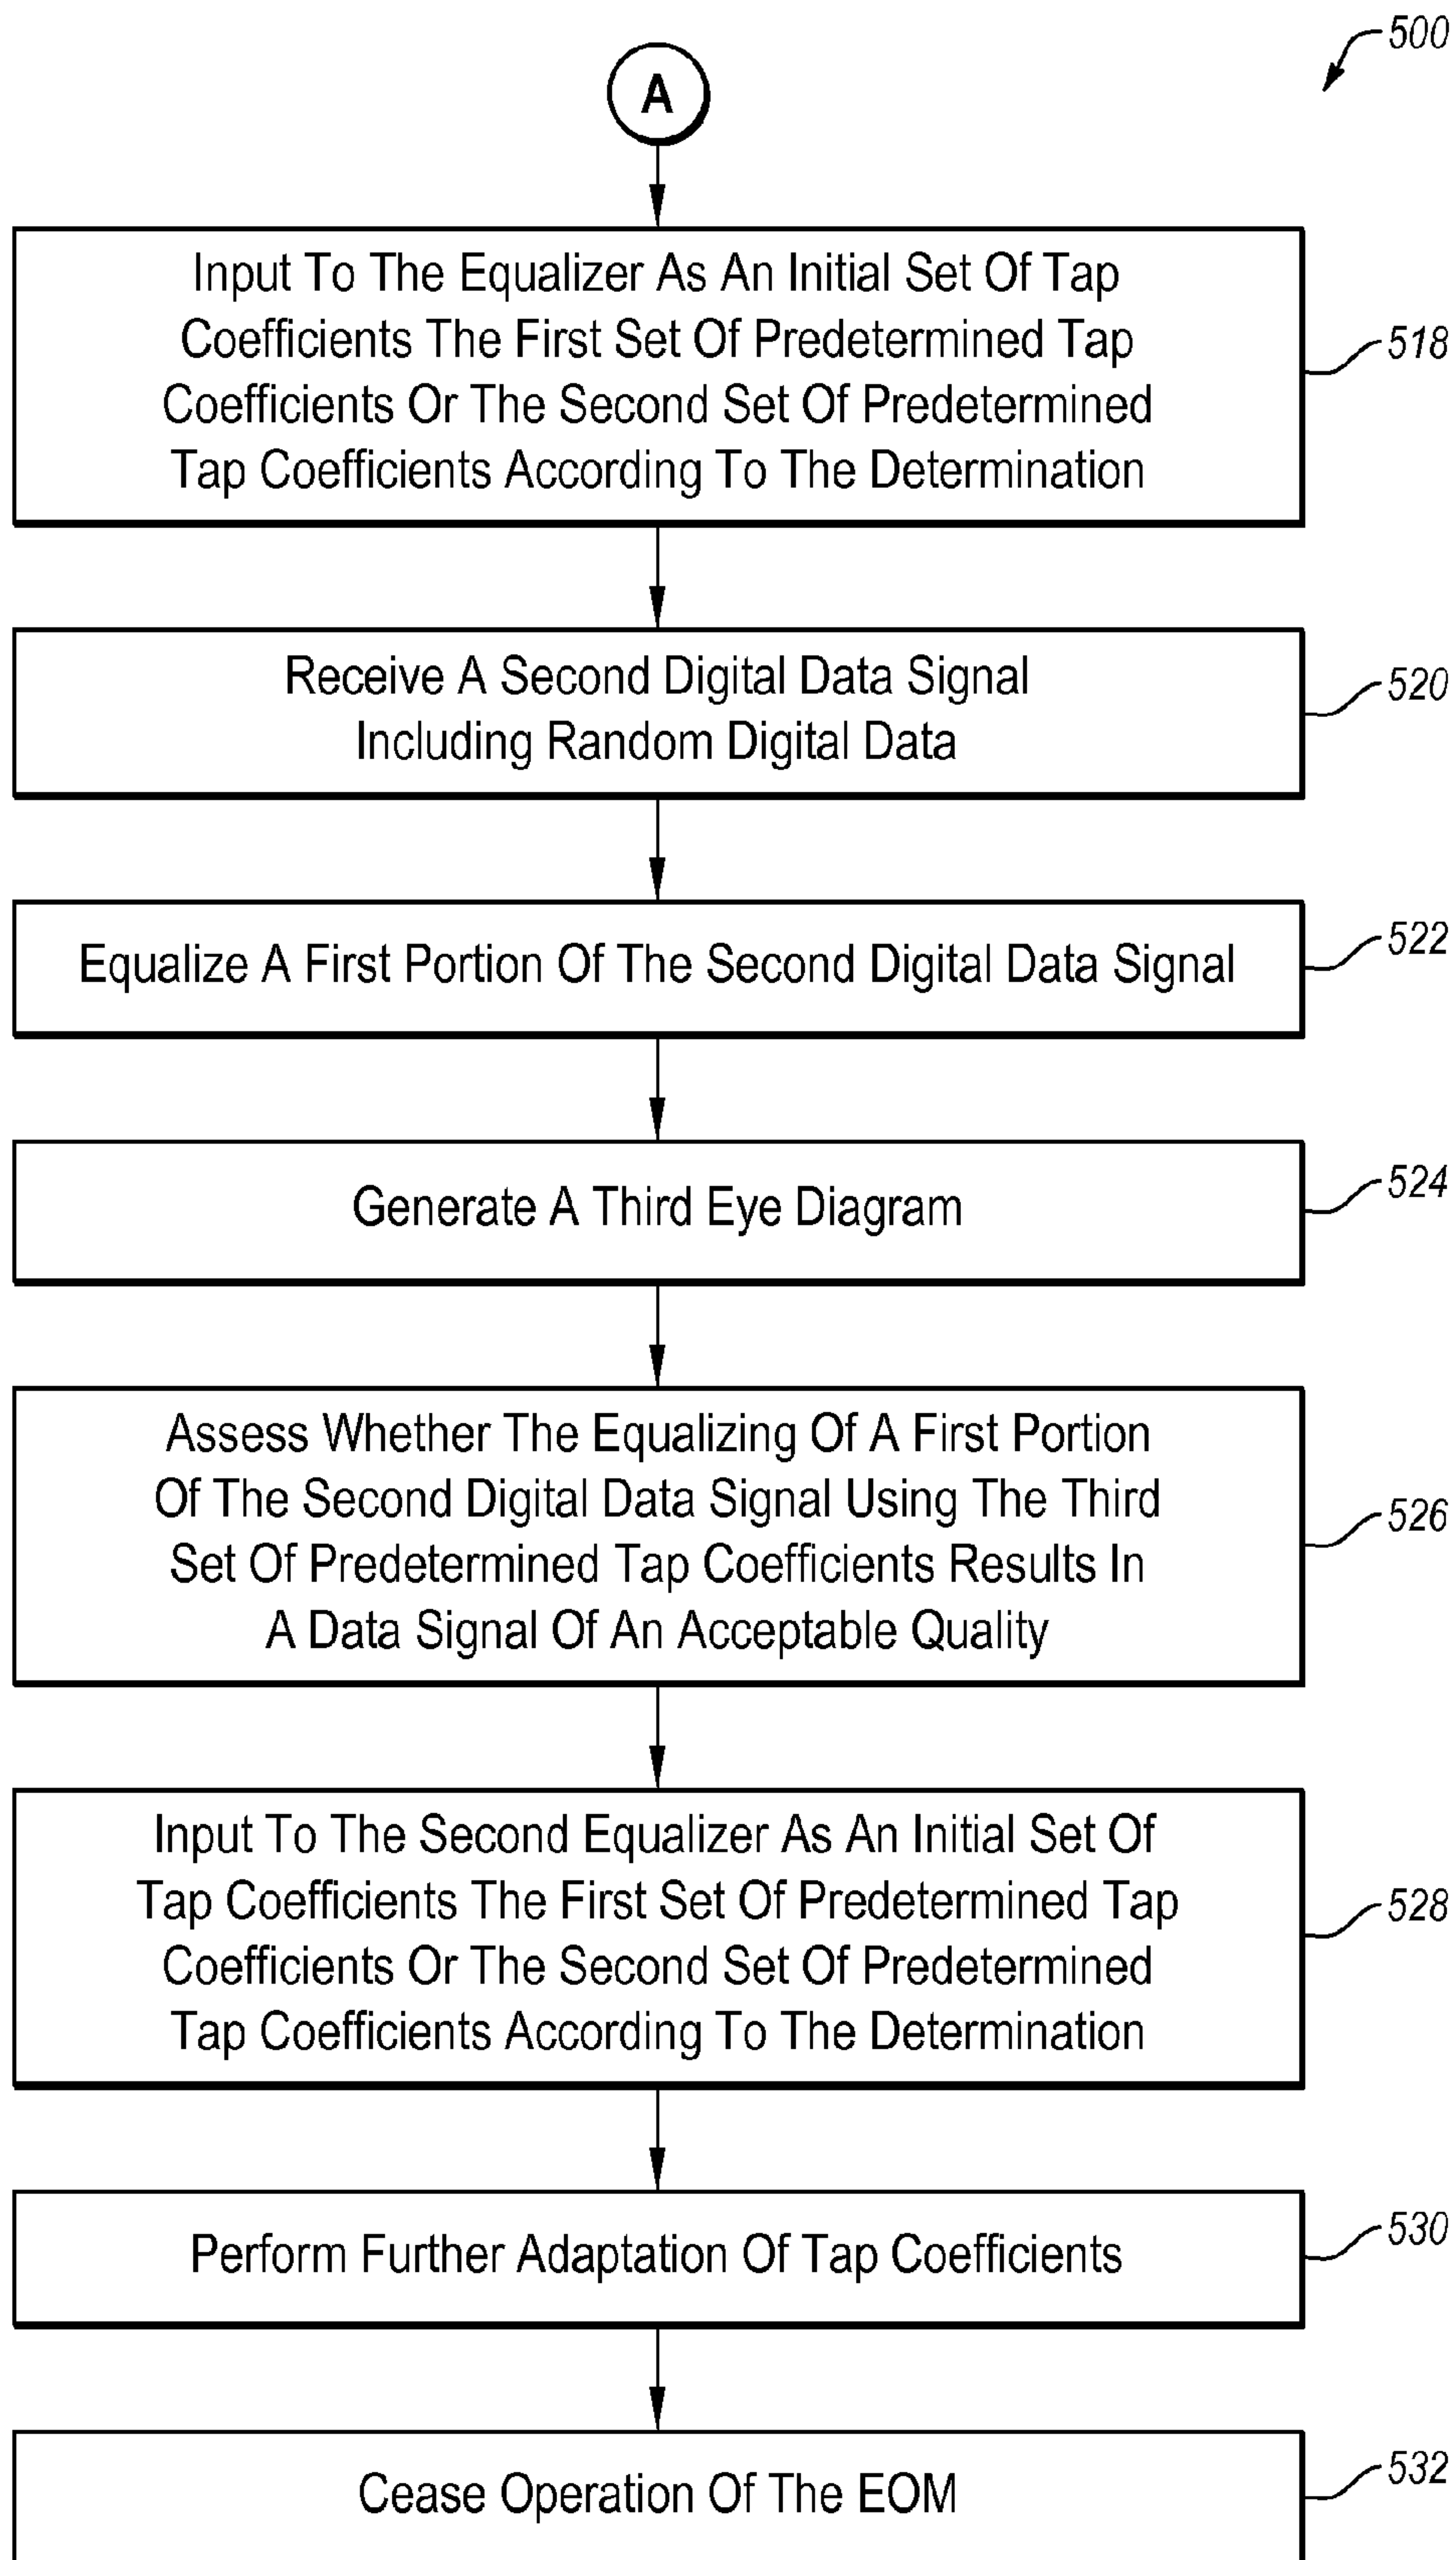 500
A
Input To The Equalizer As An Initial Set Of Tap
Coefficients The First Set Of Predetermined Tap
Coefficients Or The Second Set Of Predetermined
Tap Coefficients According To The Determination
518
Receive A Second Digital Data Signal
Including Random Digital Data
520
Equalize A First Portion Of The Second Digital Data Signal
522
Generate A Third Eye Diagram
524
Assess Whether The Equalizing Of A First Portion
Of The Second Digital Data Signal Using The Third
Set Of Predetermined Tap Coefficients Results In
A Data Signal Of An Acceptable Quality
526
Input To The Second Equalizer As An Initial Set Of
Tap Coefficients The First Set Of Predetermined Tap
Coefficients Or The Second Set Of Predetermined
Tap Coefficients According To The Determination
528
Perform Further Adaptation Of Tap Coefficients
530
Cease Operation Of The EOM
532